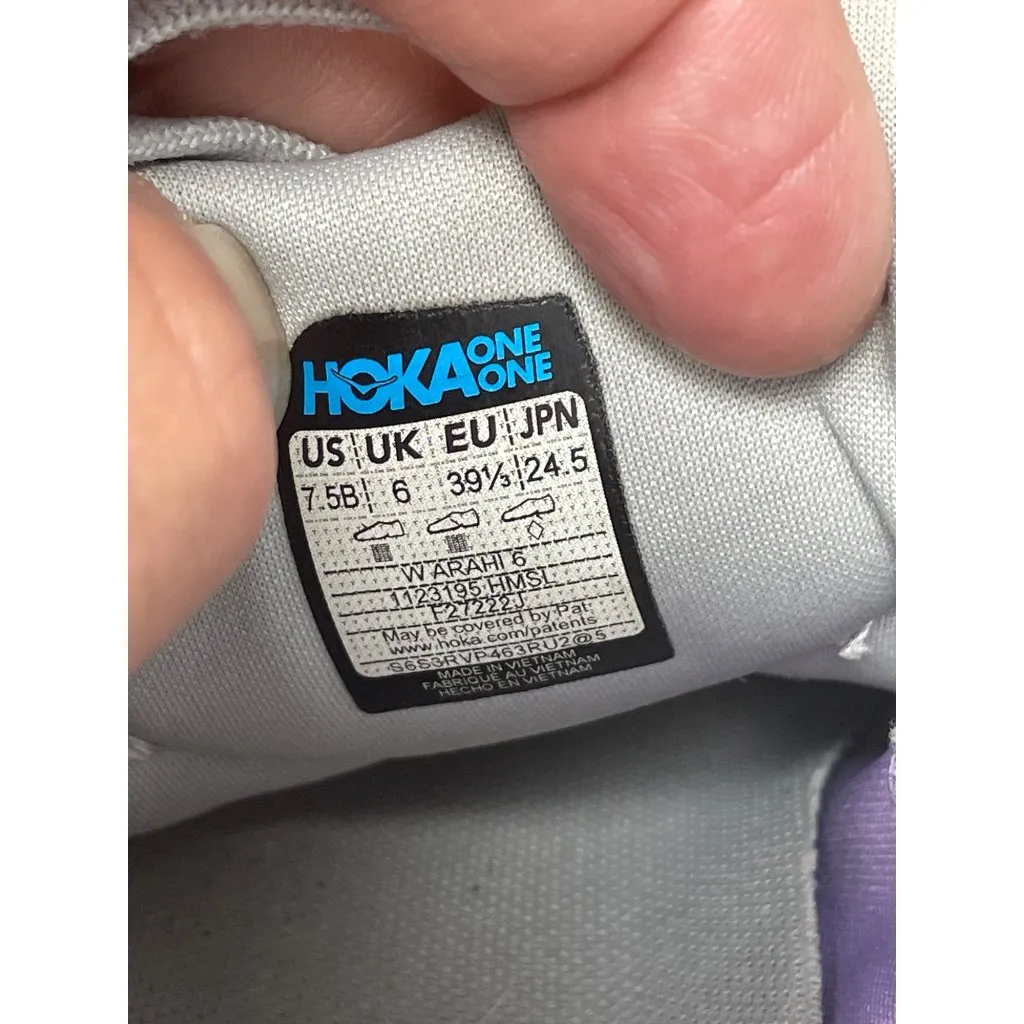 HOKA ONE ONE
US UK EU JPN
7.5B 6 39⅓ 24.5
W ARAHI 6
1123195 HMSL
F27222J
May be covered by Pat:
www.hoka.com/patents
S6S3RVP463RU2@5
MADE IN VIETNAM
FABRIQUE AU VIETNAM
HECHO EN VIETNAM